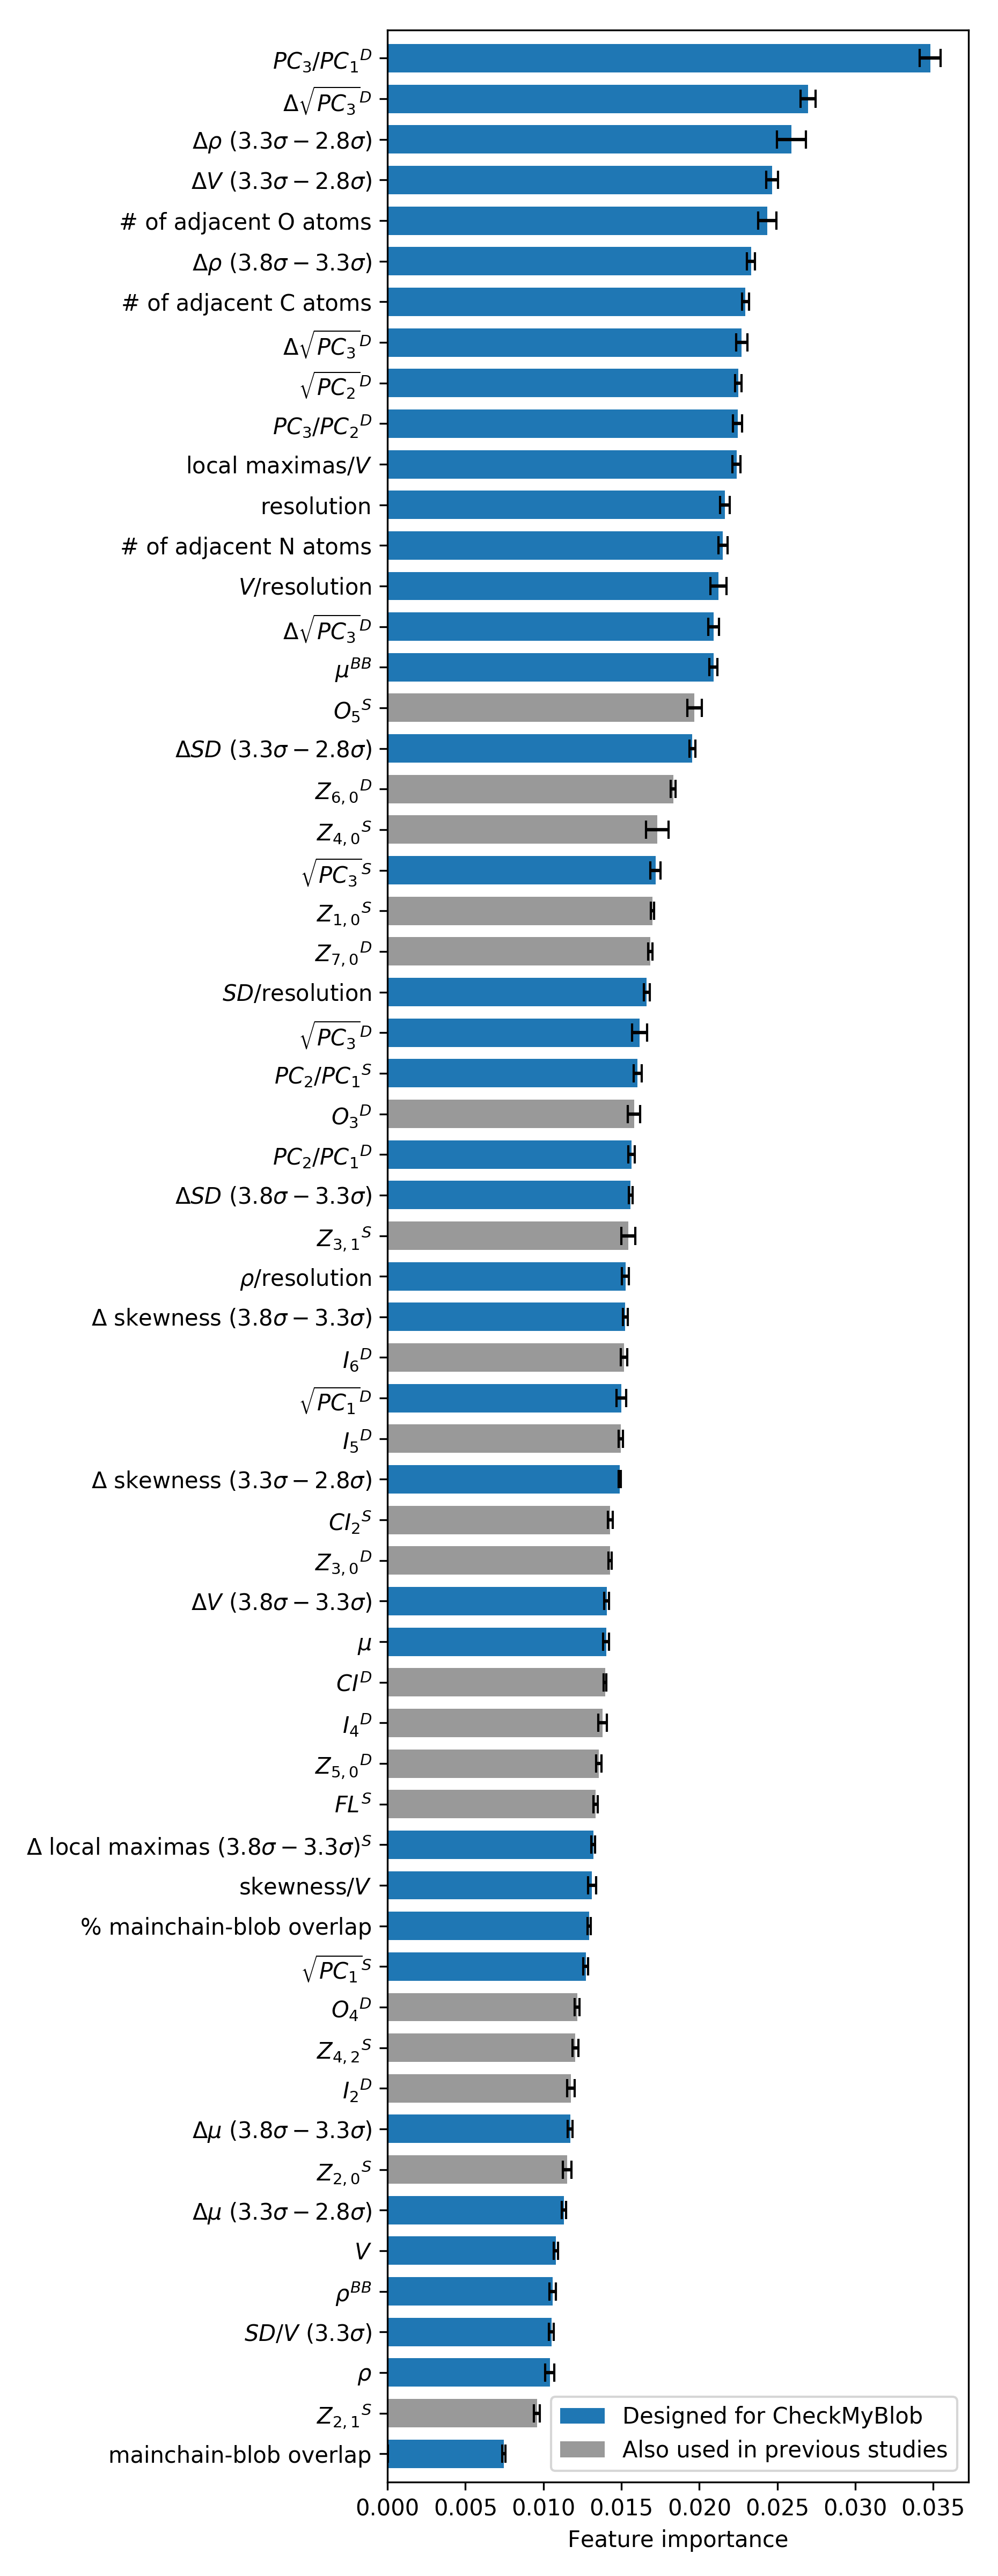 PC₃/PC₁ᴰ
Δ√PC₃ᴰ
Δρ (3.3σ − 2.8σ)
ΔV (3.3σ − 2.8σ)
# of adjacent O atoms
Δρ (3.8σ − 3.3σ)
# of adjacent C atoms
Δ√PC₃ᴰ
√PC₂ᴰ
PC₃/PC₂ᴰ
local maximas/V
resolution
# of adjacent N atoms
V/resolution
Δ√PC₃ᴰ
μᴮᴮ
O₅ˢ
ΔSD (3.3σ − 2.8σ)
Z₆,₀ᴰ
Z₄,₀ˢ
√PC₃ˢ
Z₁,₀ˢ
Z₇,₀ᴰ
SD/resolution
√PC₃ᴰ
PC₂/PC₁ˢ
O₃ᴰ
PC₂/PC₁ᴰ
ΔSD (3.8σ − 3.3σ)
Z₃,₁ˢ
ρ/resolution
Δ skewness (3.8σ − 3.3σ)
I₆ᴰ
√PC₁ᴰ
I₅ᴰ
Δ skewness (3.3σ − 2.8σ)
CI₂ˢ
Z₃,₀ᴰ
ΔV (3.8σ − 3.3σ)
μ
CIᴰ
I₄ᴰ
Z₅,₀ᴰ
FLˢ
Δ local maximas (3.8σ − 3.3σ)ˢ
skewness/V
% mainchain-blob overlap
√PC₁ˢ
O₄ᴰ
Z₄,₂ˢ
I₂ᴰ
Δμ (3.8σ − 3.3σ)
Z₂,₀ˢ
Δμ (3.3σ − 2.8σ)
V
ρᴮᴮ
SD/V (3.3σ)
ρ
Z₂,₁ˢ
mainchain-blob overlap
Designed for CheckMyBlob
Also used in previous studies
0.000 0.005 0.010 0.015 0.020 0.025 0.030 0.035
Feature importance